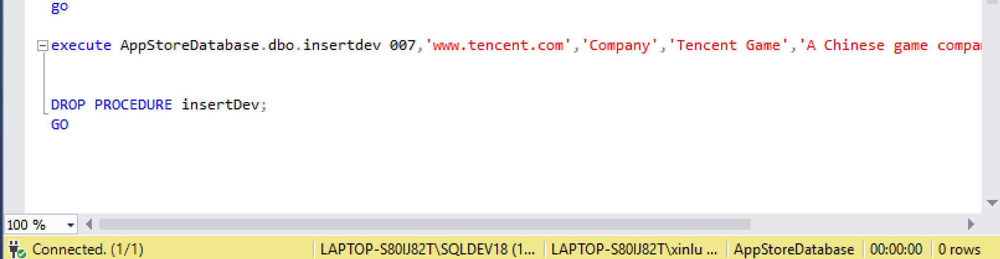 go
execute AppStoreDatabase.dbo.insertdev 007,'www.tencent.com','Company','Tencent Game','A Chinese game compa
DROP PROCEDURE insertDev;
GO
100 %
Connected. (1/1) LAPTOP-S80IJ82T\SQLDEV18 (1... LAPTOP-S80IJ82T\xinlu ... AppStoreDatabase 00:00:00 0 rows